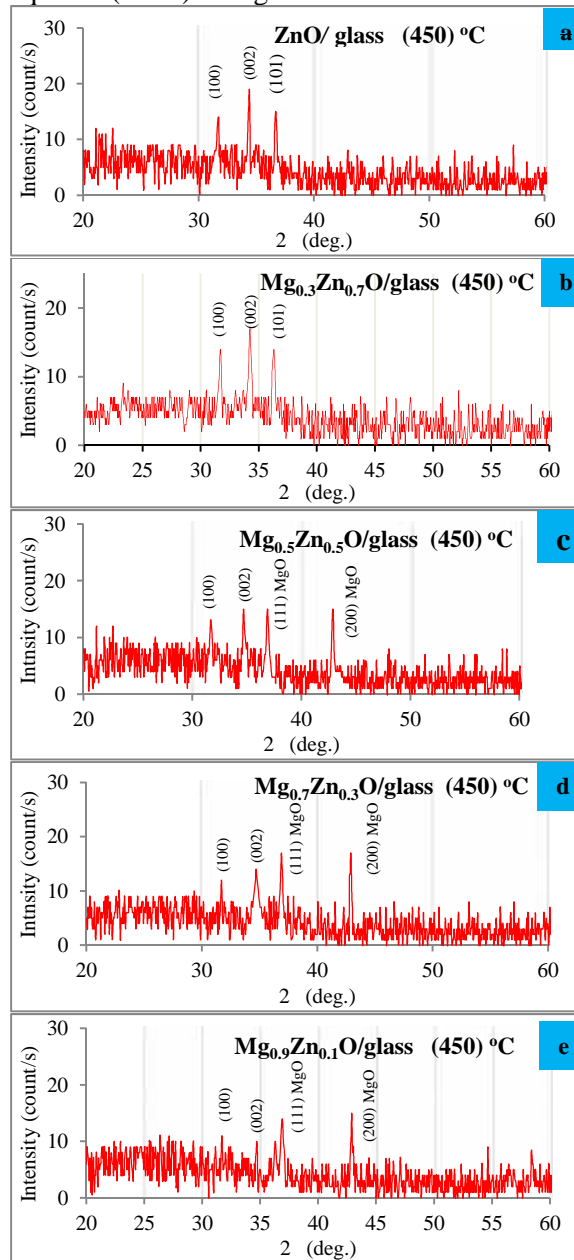 ZnO/ glass (450) ᵒC
a
Intensity (count/s)
30
20
10
0
(100)
(002)
(101)
20 30 40 50 60
2 (deg.)
Mg₀.₃Zn₀.₇O/glass (450) ᵒC
b
Intensity (count/s)
20
10
0
(100)
(002)
(101)
20 25 30 35 40 45 50 55 60
2 (deg.)
Mg₀.₅Zn₀.₅O/glass (450) ᵒC
c
Intnsity (count/s)
30
20
10
0
(100)
(002)
(111) MgO
(200) MgO
20 30 40 50 60
2 (deg.)
Mg₀.₇Zn₀.₃O/glass (450) ᵒC
d
Intnsity (count/s)
30
20
10
0
(100)
(002)
(111) MgO
(200) MgO
20 30 40 50 60
2 (deg.)
Mg₀.₉Zn₀.₁O/glass (450) ᵒC
e
Intensity (count/s)
30
20
10
0
(100)
(002)
(111) MgO
(200) MgO
20 25 30 35 40 45 50 55 60
2 (deg.)